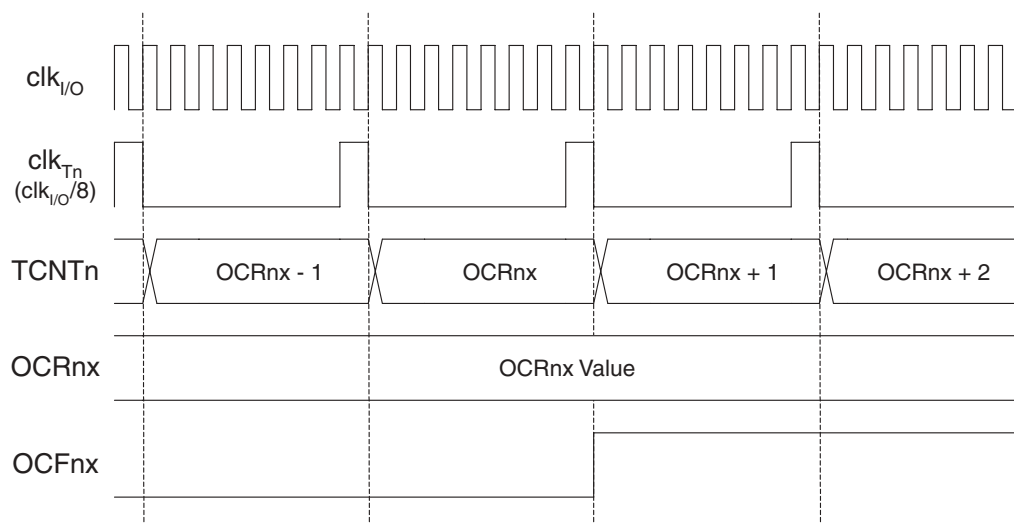 clkI/O
clkTn
(clkI/O/8)
TCNTn
OCRnx - 1
OCRnx
OCRnx + 1
OCRnx + 2
OCRnx
OCRnx Value
OCFnx